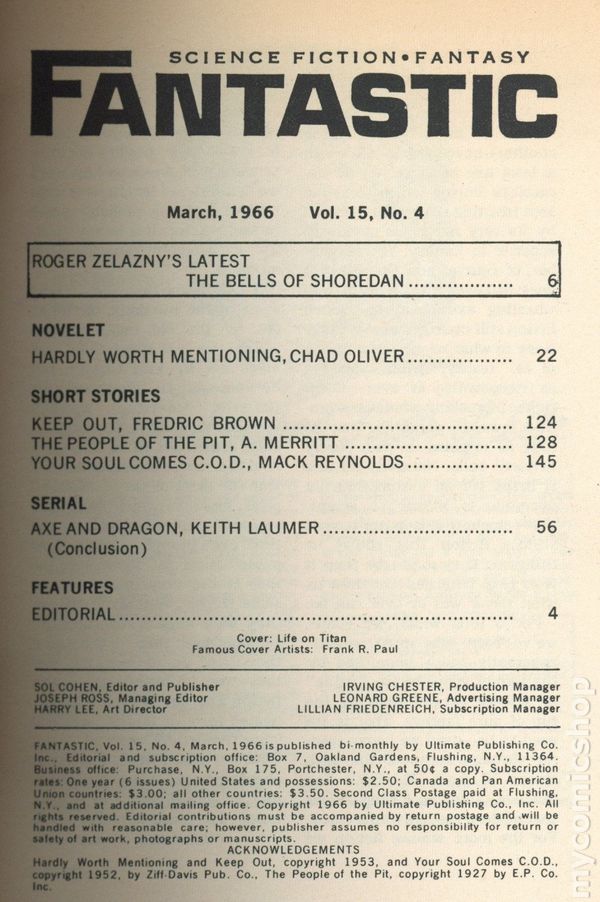 SCIENCE FICTION • FANTASY
FANTASTIC
March, 1966 Vol. 15, No. 4
ROGER ZELAZNY'S LATEST
THE BELLS OF SHOREDAN .................. 6
NOVELET
HARDLY WORTH MENTIONING, CHAD OLIVER .................. 22
SHORT STORIES
KEEP OUT, FREDRIC BROWN ........................................ 124
THE PEOPLE OF THE PIT, A. MERRITT ............................. 128
YOUR SOUL COMES C.O.D., MACK REYNOLDS .................. 145
SERIAL
AXE AND DRAGON, KEITH LAUMER ................................. 56
(Conclusion)
FEATURES
EDITORIAL .................................................................... 4
Cover: Life on Titan
Famous Cover Artists: Frank R. Paul
SOL COHEN, Editor and Publisher IRVING CHESTER, Production Manager
JOSEPH ROSS, Managing Editor LEONARD GREENE, Advertising Manager
HARRY LEE, Art Director LILLIAN FRIEDENREICH, Subscription Manager
FANTASTIC, Vol. 15, No. 4, March, 1966 is published bi-monthly by Ultimate Publishing Co.
Inc., Editorial and subscription office: Box 7, Oakland Gardens, Flushing, N.Y., 11364.
Business office: Purchase, N.Y., Box 175, Portchester, N.Y., at 50¢ a copy. Subscription
rates: One year (6 issues) United States and possessions: $2.50; Canada and Pan American
Union countries: $3.00; all other countries: $3.50. Second Class Postage paid at Flushing,
N.Y., and at additional mailing office. Copyright 1966 by Ultimate Publishing Co., Inc. All
rights reserved. Editorial contributions must be accompanied by return postage and will be
handled with reasonable care; however, publisher assumes no responsibility for return or
safety of art work, photographs or manuscripts.
ACKNOWLEDGEMENTS
Hardly Worth Mentioning and Keep Out, copyright 1953, and Your Soul Comes C.O.D.,
copyright 1952, by Ziff-Davis Pub. Co., The People of the Pit, copyright 1927 by E.P. Co.
Inc.
mycomicshop